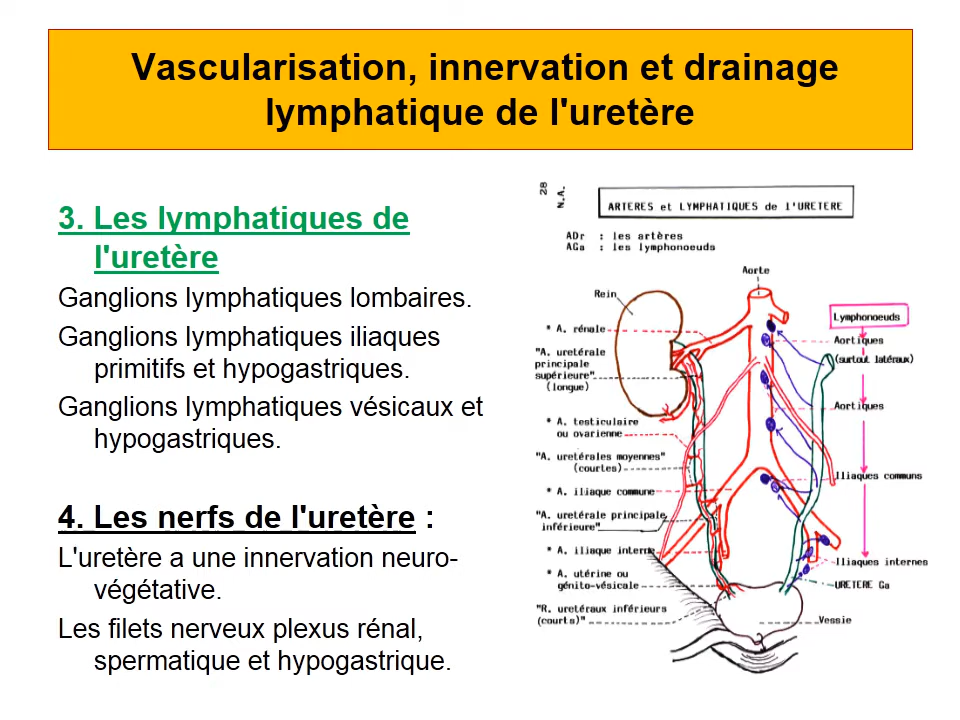 Vascularisation, innervation et drainage
lymphatique de l'uretère
3. Les lymphatiques de
l'uretère
Ganglions lymphatiques lombaires.
Ganglions lymphatiques iliaques
primitifs et hypogastriques.
Ganglions lymphatiques vésicaux et
hypogastriques.
4. Les nerfs de l'uretère :
L'uretère a une innervation neuro-
végétative.
Les filets nerveux plexus rénal,
spermatique et hypogastrique.
28
N.A.
ARTERES et LYMPHATIQUES de l'URETERE
ADr : les artères
AGa : les lymphonoeuds
Aorte
Rein
* A. rénale
"A. uretérale
principale
supérieure"
(longue)
* A. testiculaire
ou ovarienne
"A. uretérales moyennes"
(courtes)
* A. iliaque commune
"A. uretérale principale
inférieure"
* A. iliaque interne
* A. utérine ou
génito-vésicale
"R. uretéraux inférieurs
(courts)"
Lymphonoeuds
Aortiques
(surtout latéraux)
Aortiques
Iliaques communs
Iliaques internes
URETERE Ga
Vessie